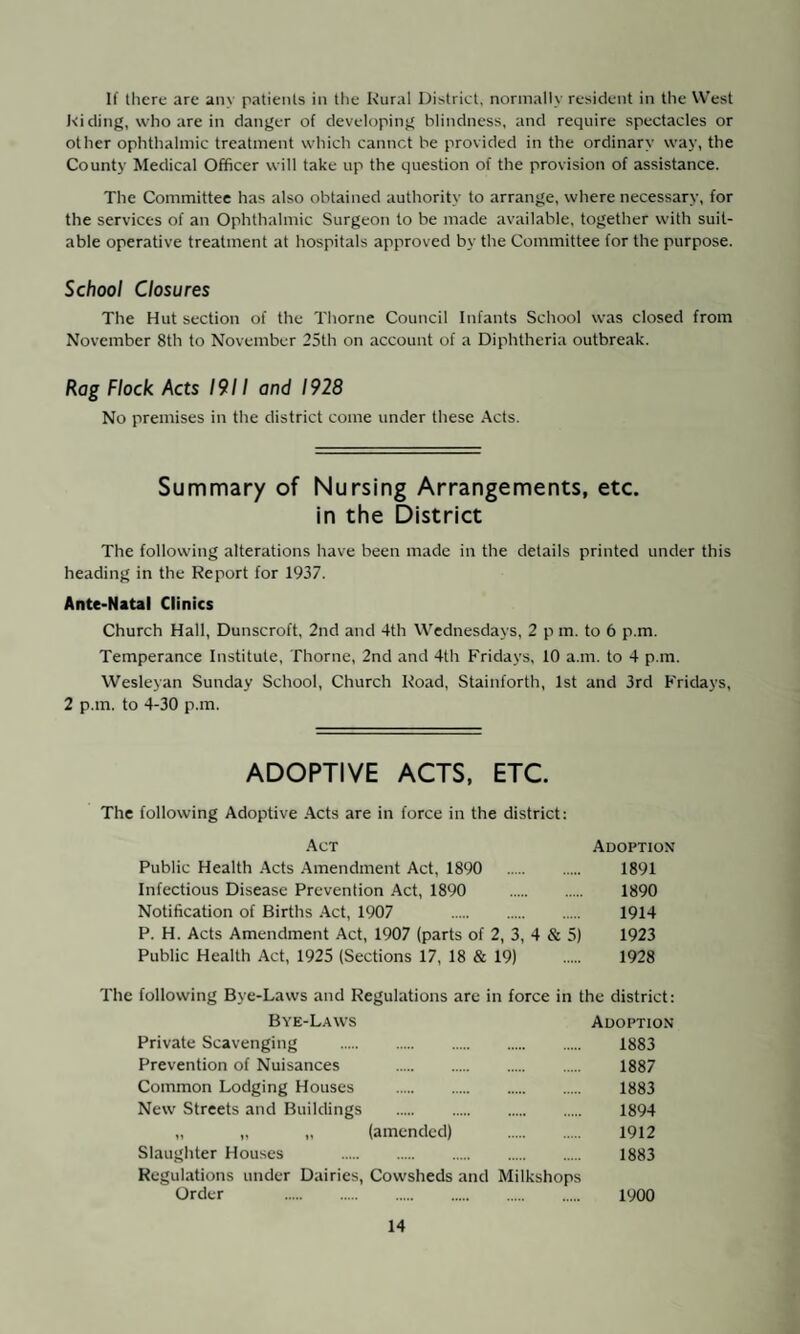 If there are any patients in the Rural District, normally resident in the West
Riding, who are in danger of developing blindness, and require spectacles or
other ophthalmic treatment which cannot be provided in the ordinary way, the
County Medical Officer will take up the question of the provision of assistance.
The Committee has also obtained authority to arrange, where necessary, for
the services of an Ophthalmic Surgeon to be made available, together with suit-
able operative treatment at hospitals approved by the Committee for the purpose.
School Closures
The Hut section of the Thorne Council Infants School was closed from
November 8th to November 25th on account of a Diphtheria outbreak.
Rag Flock Acts 1911 and 1928
No premises in the district come under these Acts.
Summary of Nursing Arrangements, etc.
in the District
The following alterations have been made in the details printed under this
heading in the Report for 1937.
Ante-Natal Clinics
Church Hall, Dunscroft, 2nd and 4th Wednesdays, 2 p m. to 6 p.m.
Temperance Institute, Thorne, 2nd and 4th Fridays, 10 a.m. to 4 p.m.
Wesleyan Sunday School, Church Road, Stainforth, 1st and 3rd Fridays,
2 p.m. to 4-30 p.m.
ADOPTIVE ACTS, ETC.
The following Adoptive Acts are in force in the district:
Act Adoption
Public Health Acts Amendment Act, 1890 ..... ..... 1891
Infectious Disease Prevention Act, 1890 ..... ..... 1890
Notification of Births Act, 1907 ..... ..... ..... 1914
P. H. Acts Amendment Act, 1907 (parts of 2, 3, 4 & 5) 1923
Public Health Act, 1925 (Sections 17, 18 & 19) ..... 1928
The following Bye-Laws and Regulations are in force in the district:
Bye-Laws Adoption
Private Scavenging ..... ..... ..... ..... ..... 1883
Prevention of Nuisances ..... ..... ..... ..... 1887
Common Lodging Houses ..... ..... ..... ..... 1883
New Streets and Buildings ..... ..... ..... ..... 1894
„ „ „ (amended) ..... ..... 1912
Slaughter Houses ..... ..... ..... ..... ..... 1883
Regulations under Dairies, Cowsheds and Milkshops
Order ..... ..... ..... ..... ..... ..... 1900
14